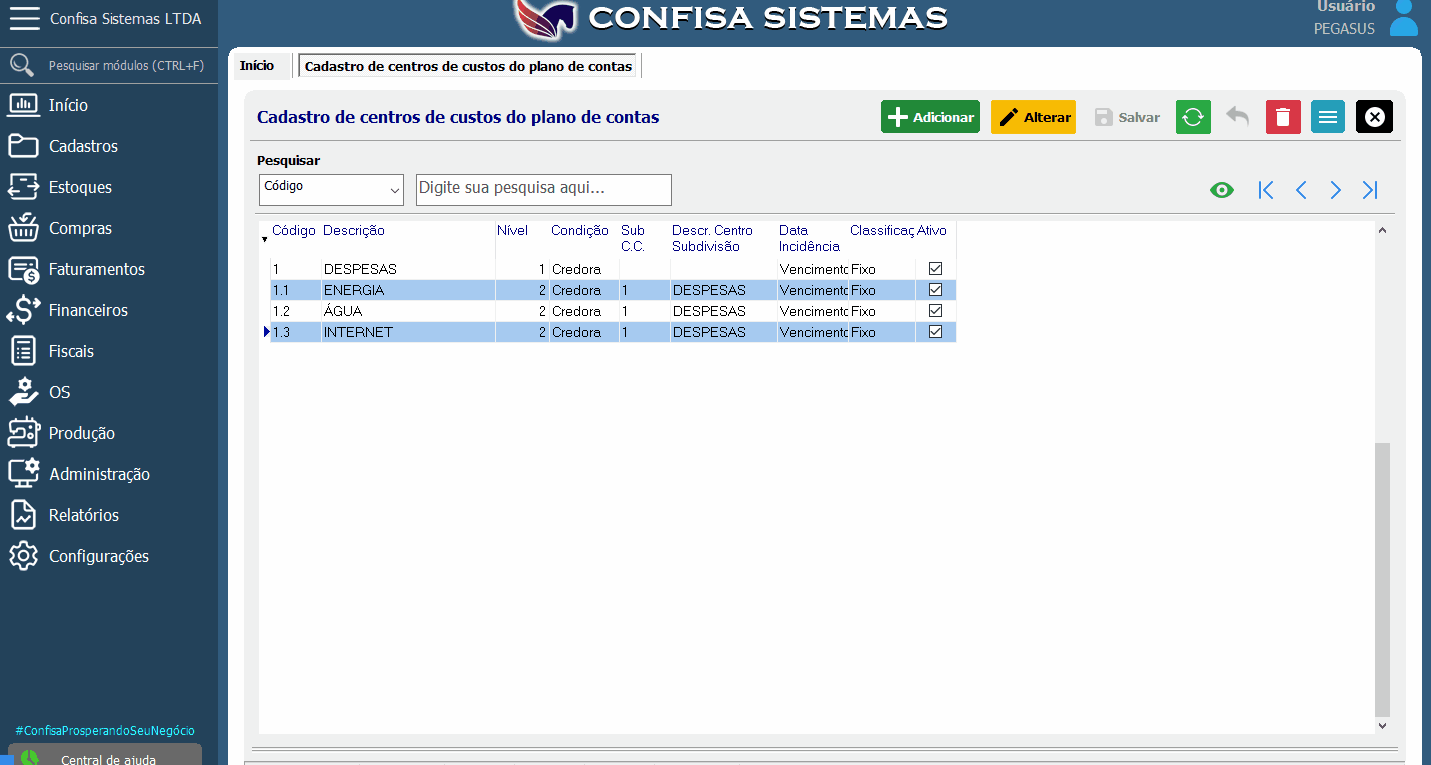 Confisa Sistemas LTDA
CONFISA SISTEMAS
Usuário
PEGASUS
Pesquisar módulos (CTRL+F)
Início
Cadastros
Estoques
Compras
Faturamentos
Financeiros
Fiscais
OS
Produção
Administração
Relatórios
Configurações
#ConfisaProsperandoSeuNegócio
Central de ajuda
Início Cadastro de centros de custos do plano de contas
Cadastro de centros de custos do plano de contas Adicionar Alterar Salvar
Pesquisar
Código Digite sua pesquisa aqui...
Código Descrição Nível Condição Sub C.C. Descr. Centro Subdivisão Data Incidência Classificaç Ativo
1 DESPESAS 1 Credora Vencimento Fixo
1.1 ENERGIA 2 Credora 1 DESPESAS Vencimento Fixo
1.2 ÁGUA 2 Credora 1 DESPESAS Vencimento Fixo
1.3 INTERNET 2 Credora 1 DESPESAS Vencimento Fixo